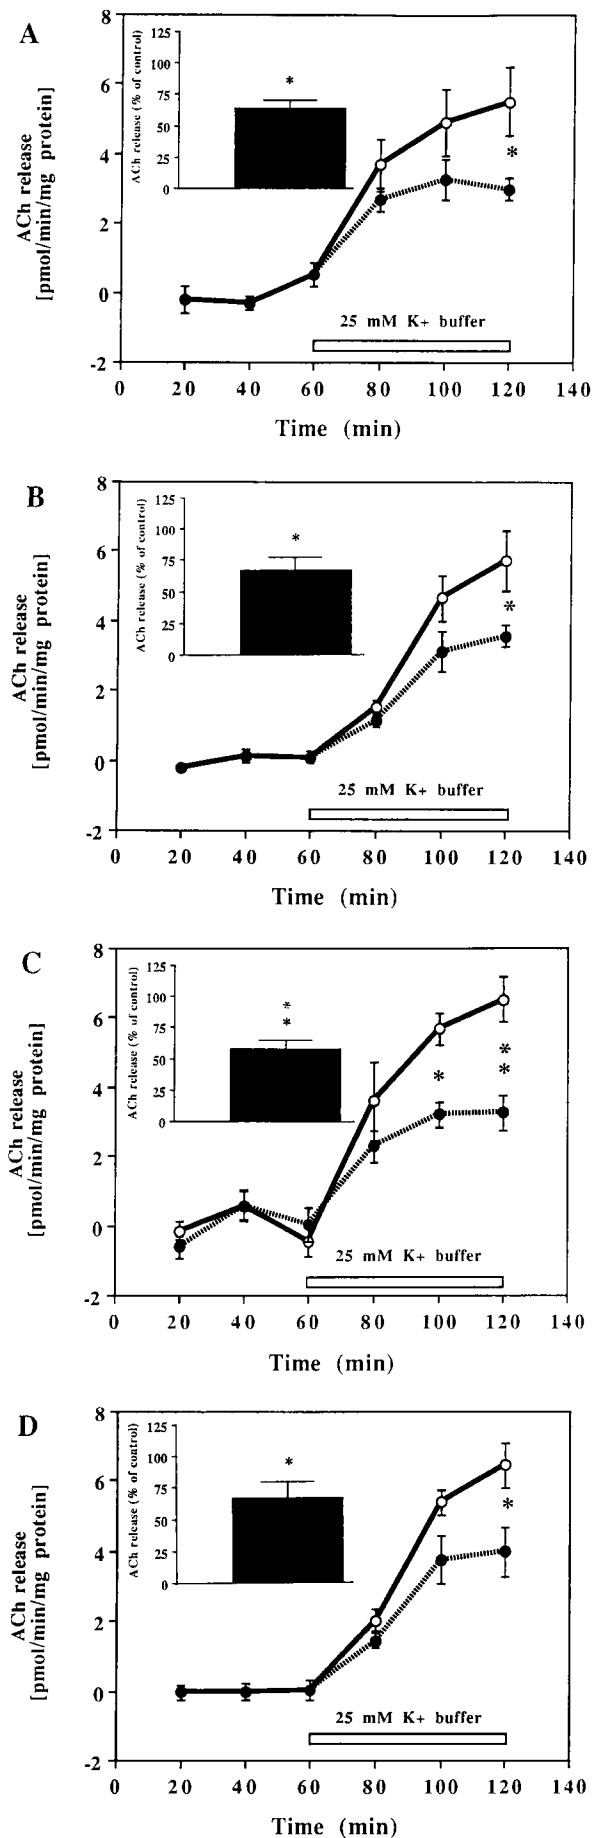 A
8
6
4
2
0
-2
ACh release
[pmol/min/mg protein]
125
100
75
50
25
0
ACh release (% of control)
*
*
25 mM K+ buffer
0 20 40 60 80 100 120 140
Time (min)
B
8
6
4
2
0
-2
ACh release
[pmol/min/mg protein]
125
100
75
50
25
0
ACh release (% of control)
*
*
25 mM K+ buffer
0 20 40 60 80 100 120 140
Time (min)
C
8
6
4
2
0
-2
ACh release
[pmol/min/mg protein]
125
100
75
50
25
0
ACh release (% of control)
*
*
*
*
*
25 mM K+ buffer
0 20 40 60 80 100 120 140
Time (min)
D
8
6
4
2
0
-2
ACh release
[pmol/min/mg protein]
125
100
75
50
25
0
ACh release (% of control)
*
*
25 mM K+ buffer
0 20 40 60 80 100 120 140
Time (min)